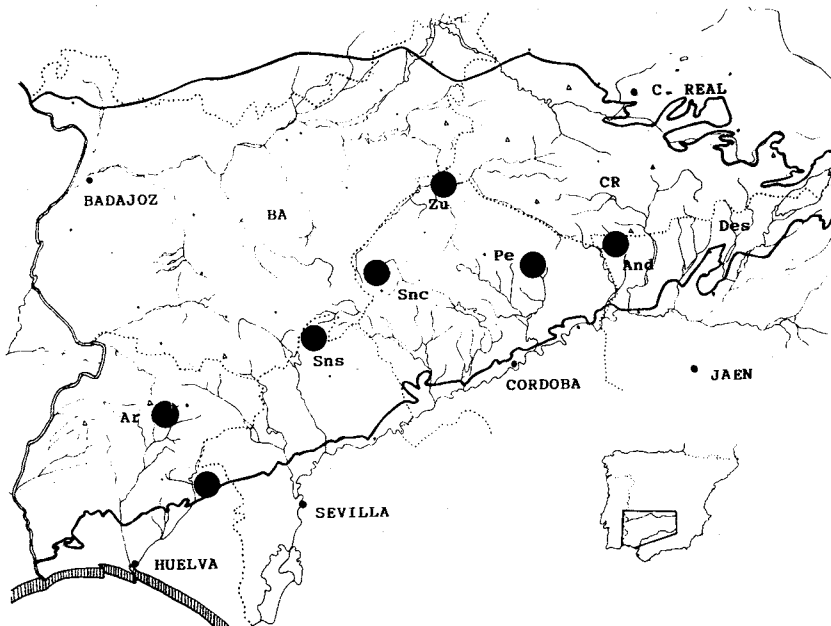 C. REAL
BADAJOZ
CR
Zu
BA
Des
Pe
And
Snc
Sns
CORDOBA
JAEN
Ar
SEVILLA
HUELVA